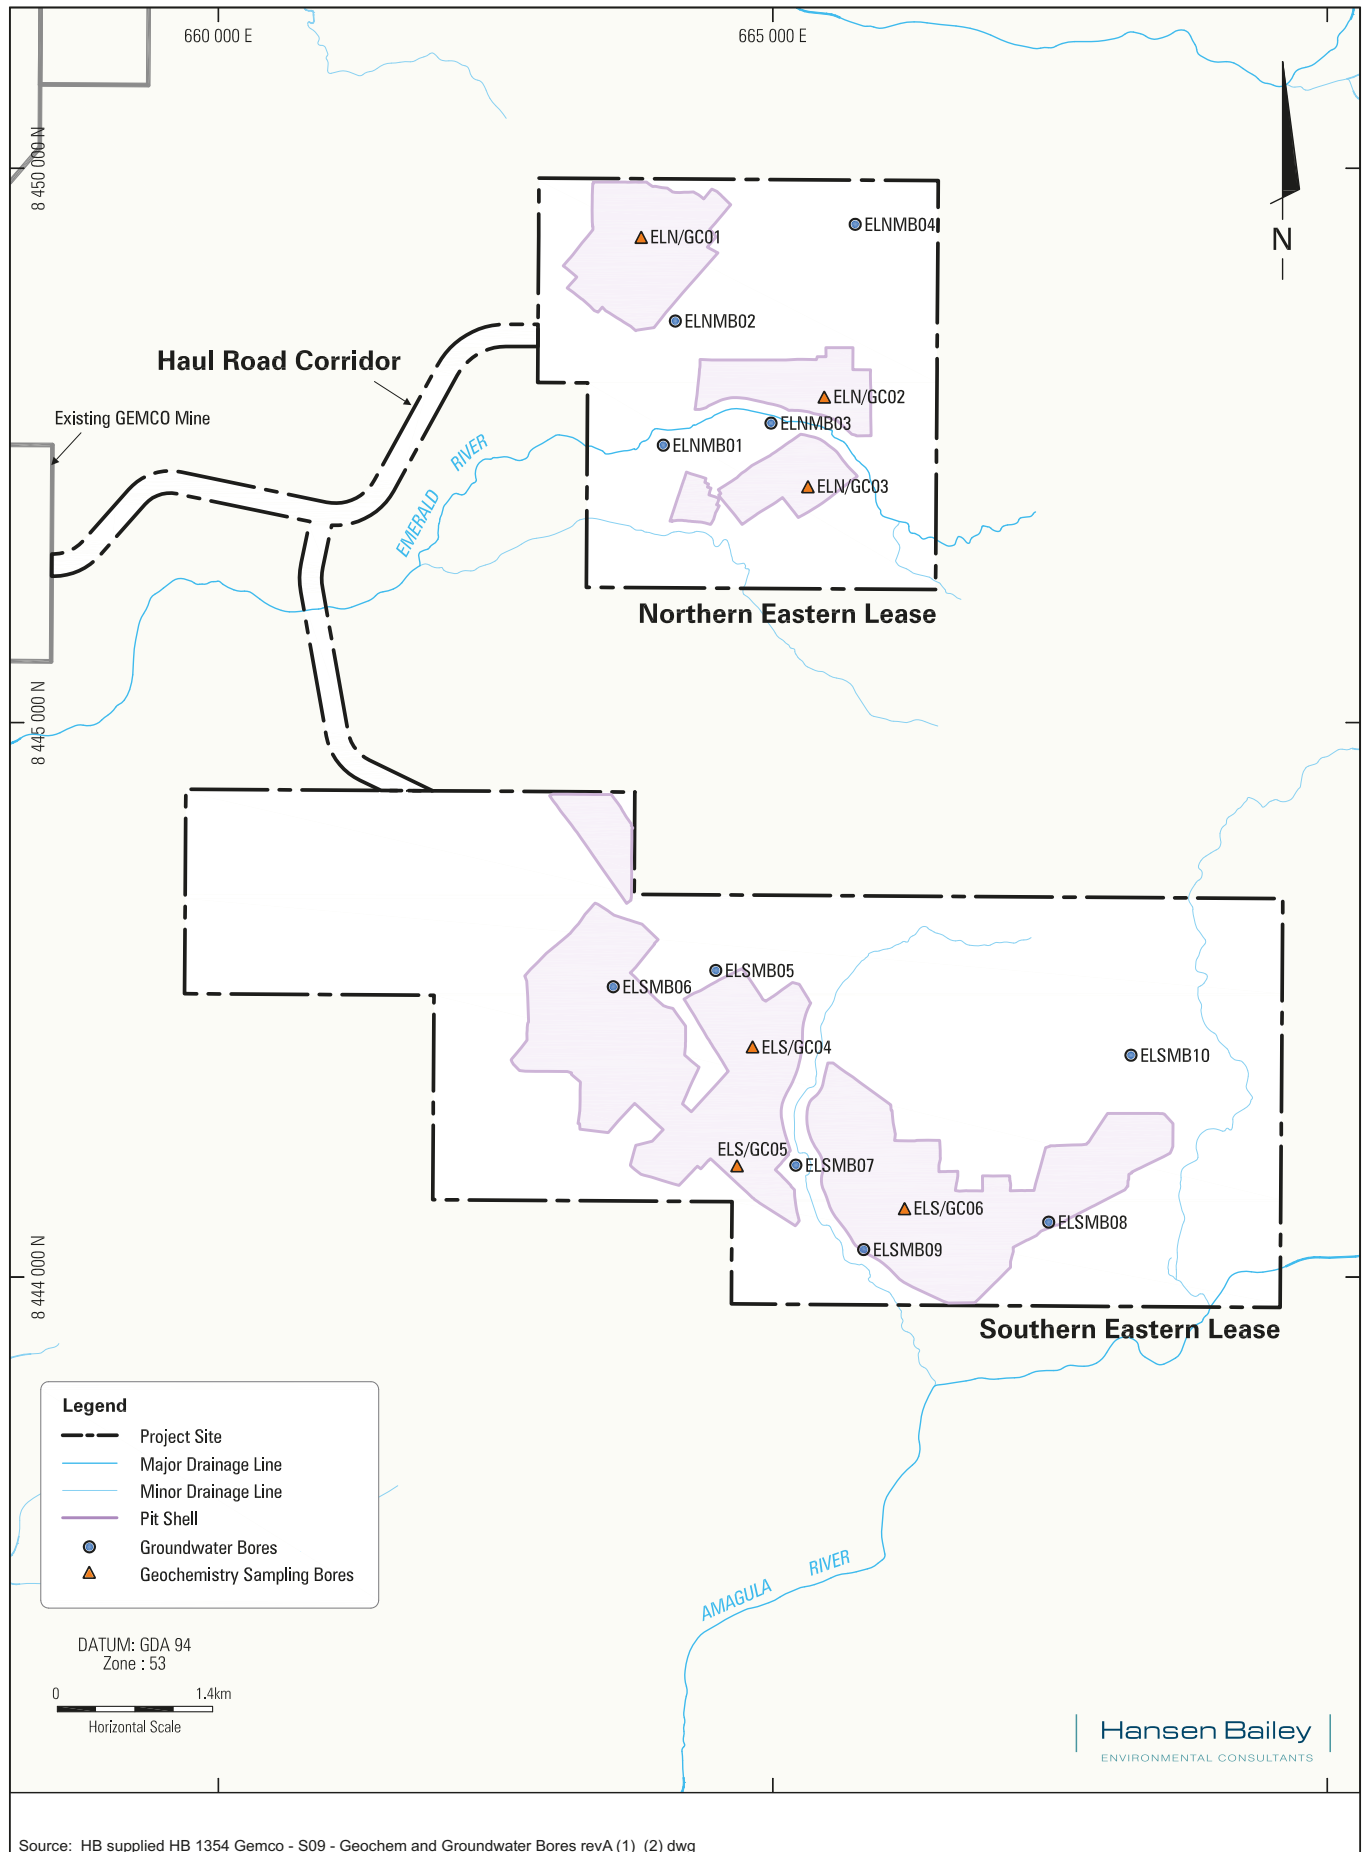 660 000 E
665 000 E
8 450 000 N
N
ELN/GC01
ELNMB04
ELNMB02
Haul Road Corridor
Existing GEMCO Mine
ELN/GC02
ELNMB03
ELNMB01
EMERALD RIVER
ELN/GC03
Northern Eastern Lease
8 445 000 N
ELSMB05
ELSMB06
ELS/GC04
ELSMB10
ELS/GC05
ELSMB07
ELS/GC06
ELSMB08
ELSMB09
8 444 000 N
Southern Eastern Lease
Legend
Project Site
Major Drainage Line
Minor Drainage Line
Pit Shell
Groundwater Bores
Geochemistry Sampling Bores
AMAGULA RIVER
DATUM: GDA 94
Zone : 53
0 1.4km
Horizontal Scale
Hansen Bailey
ENVIRONMENTAL CONSULTANTS
Source: HB supplied HB 1354 Gemco - S09 - Geochem and Groundwater Bores revA (1) (2) dwg